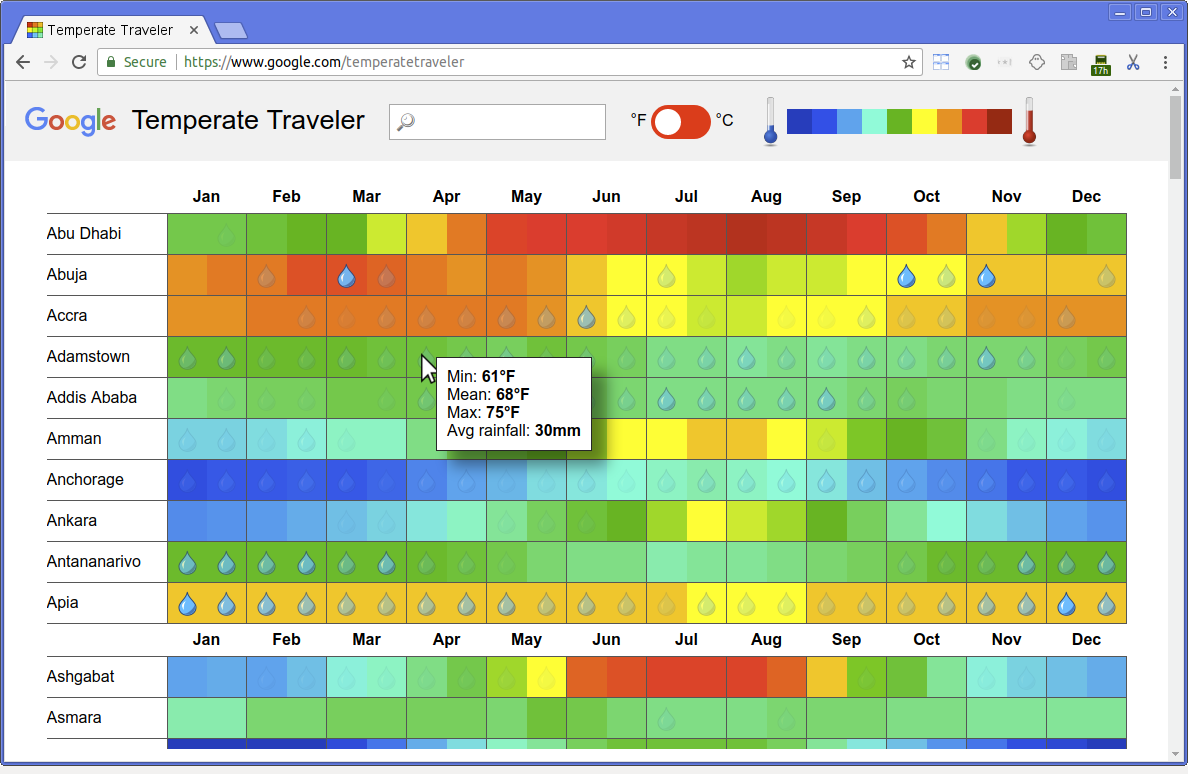 Temperate Traveler
Secure https://www.google.com/temperatetraveler
17h
Google Temperate Traveler °F °C
Jan Feb Mar Apr May Jun Jul Aug Sep Oct Nov Dec
Abu Dhabi
Abuja
Accra
Adamstown
Addis Ababa
Min: 61°F
Mean: 68°F
Max: 75°F
Avg rainfall: 30mm
Amman
Anchorage
Ankara
Antananarivo
Apia
Jan Feb Mar Apr May Jun Jul Aug Sep Oct Nov Dec
Ashgabat
Asmara